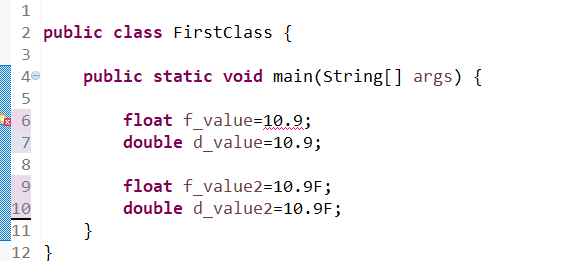 1
2 public class FirstClass {
3
4 public static void main(String[] args) {
5
6 float f_value=10.9;
7 double d_value=10.9;
8
9 float f_value2=10.9F;
10 double d_value2=10.9F;
11 }
12 }